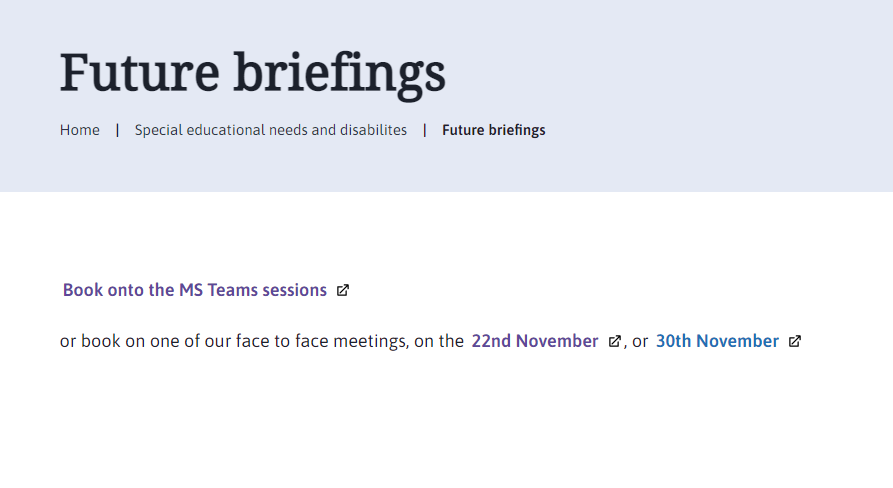 Future briefings
Home | Special educational needs and disabilites | Future briefings
Book onto the MS Teams sessions
or book on one of our face to face meetings, on the 22nd November , or 30th November